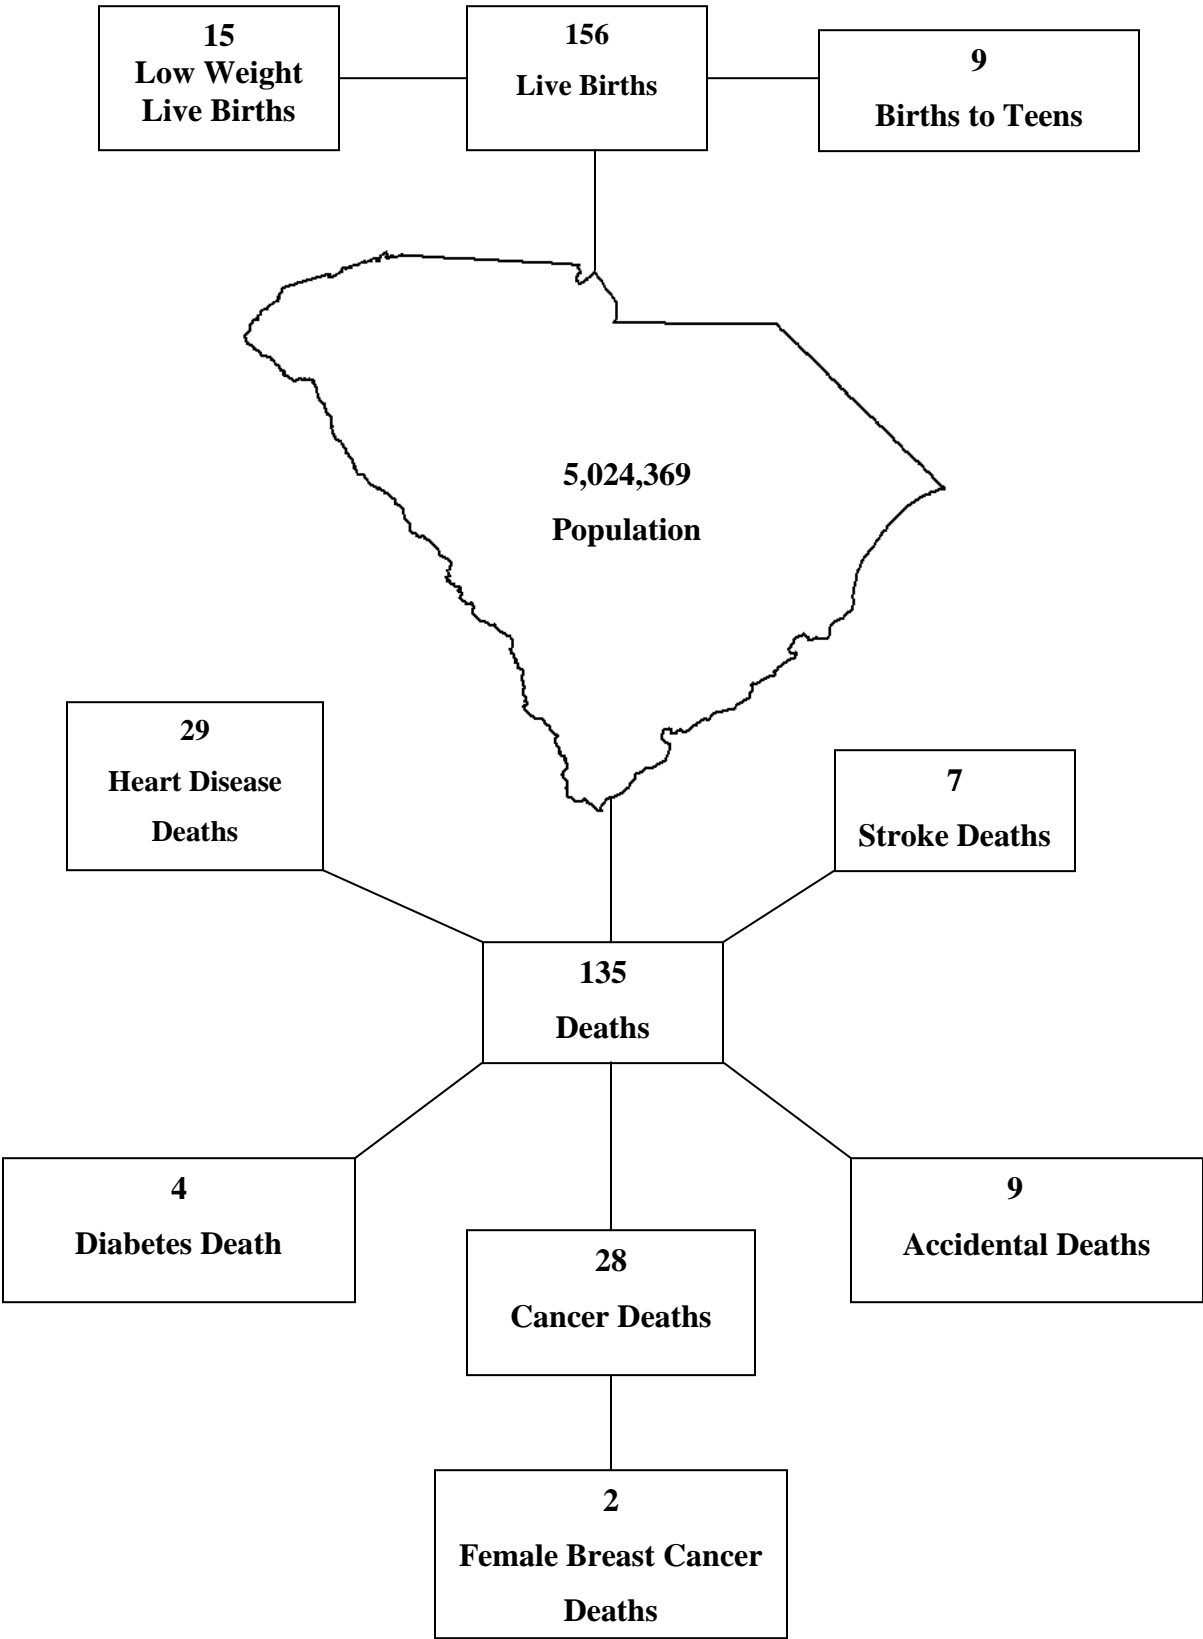 15
Low Weight
Live Births
156
Live Births
9
Births to Teens
5,024,369
Population
29
Heart Disease
Deaths
7
Stroke Deaths
135
Deaths
4
Diabetes Death
28
Cancer Deaths
9
Accidental Deaths
2
Female Breast Cancer
Deaths